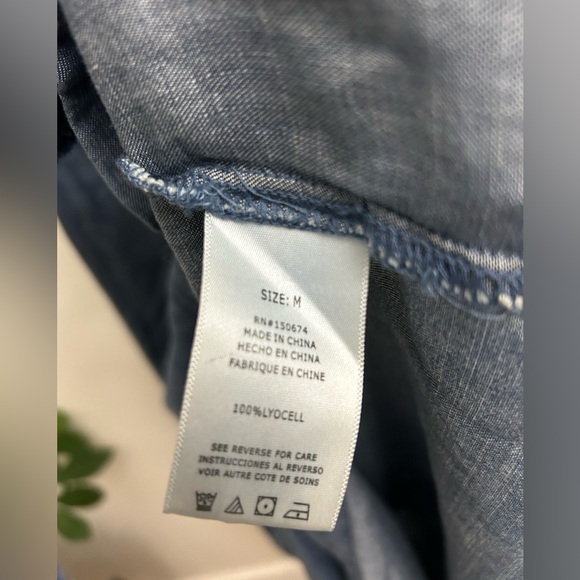 SIZE: M
RN#150674
MADE IN CHINA
HECHO EN CHINA
FABRIQUE EN CHINE
100%LYOCELL
SEE REVERSE FOR CARE
INSTRUCCIONES AL REVERSO
VOIR AUTRE COTE DE SOINS